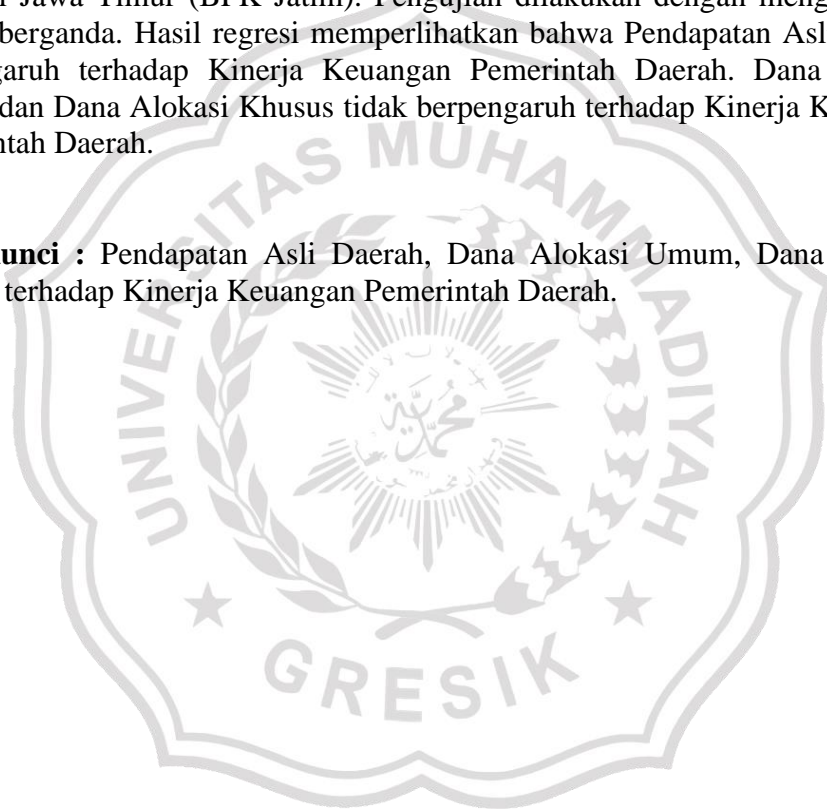 Jawa Timur (BPK Jatim). Pengujian dilakukan dengan
berganda. Hasil regresi memperlihatkan bahwa Pendapatan Asl
garuh terhadap Kinerja Keuangan Pemerintah Daerah. Dana
dan Dana Alokasi Khusus tidak berpengaruh terhadap Kinerja K
ntah Daerah.
unci : Pendapatan Asli Daerah, Dana Alokasi Umum, Dana
terhadap Kinerja Keuangan Pemerintah Daerah.
UNIVERSITAS MUHAMMADIYAH
GRESIK